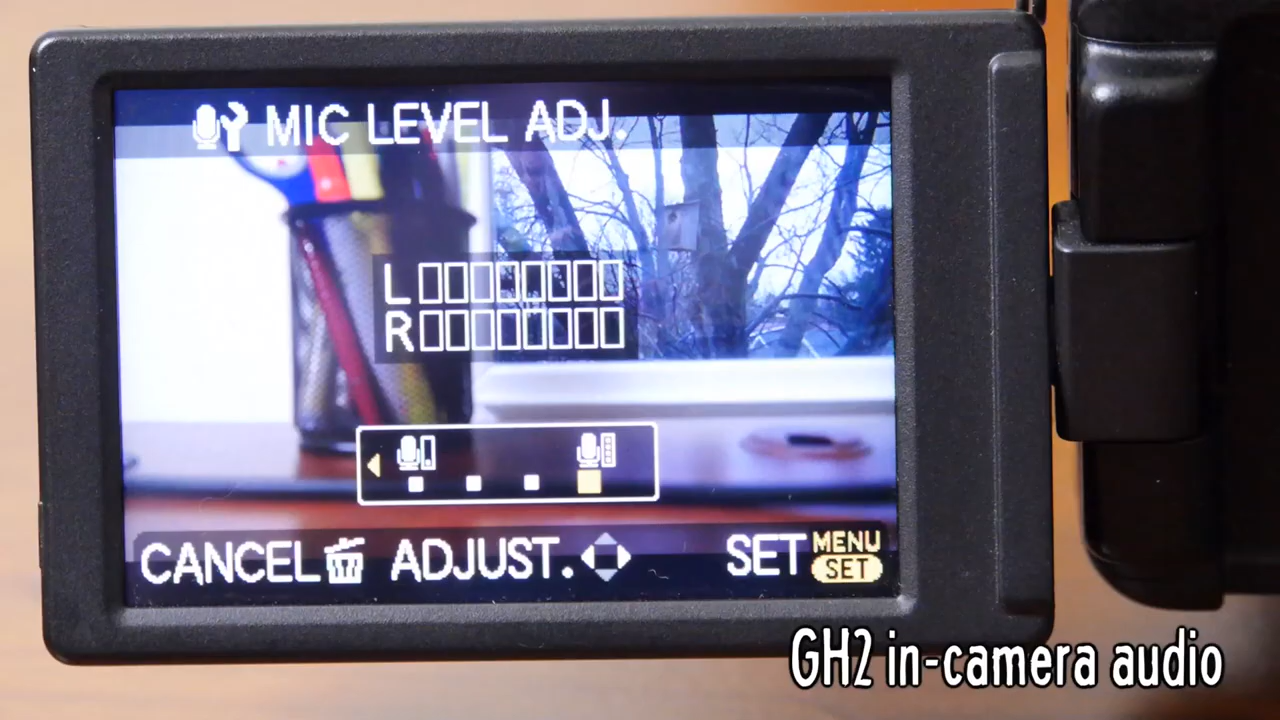 MIC LEVEL ADJ.
L
R
CANCEL ADJUST. SET MENU
SET
GH2 in-camera audio